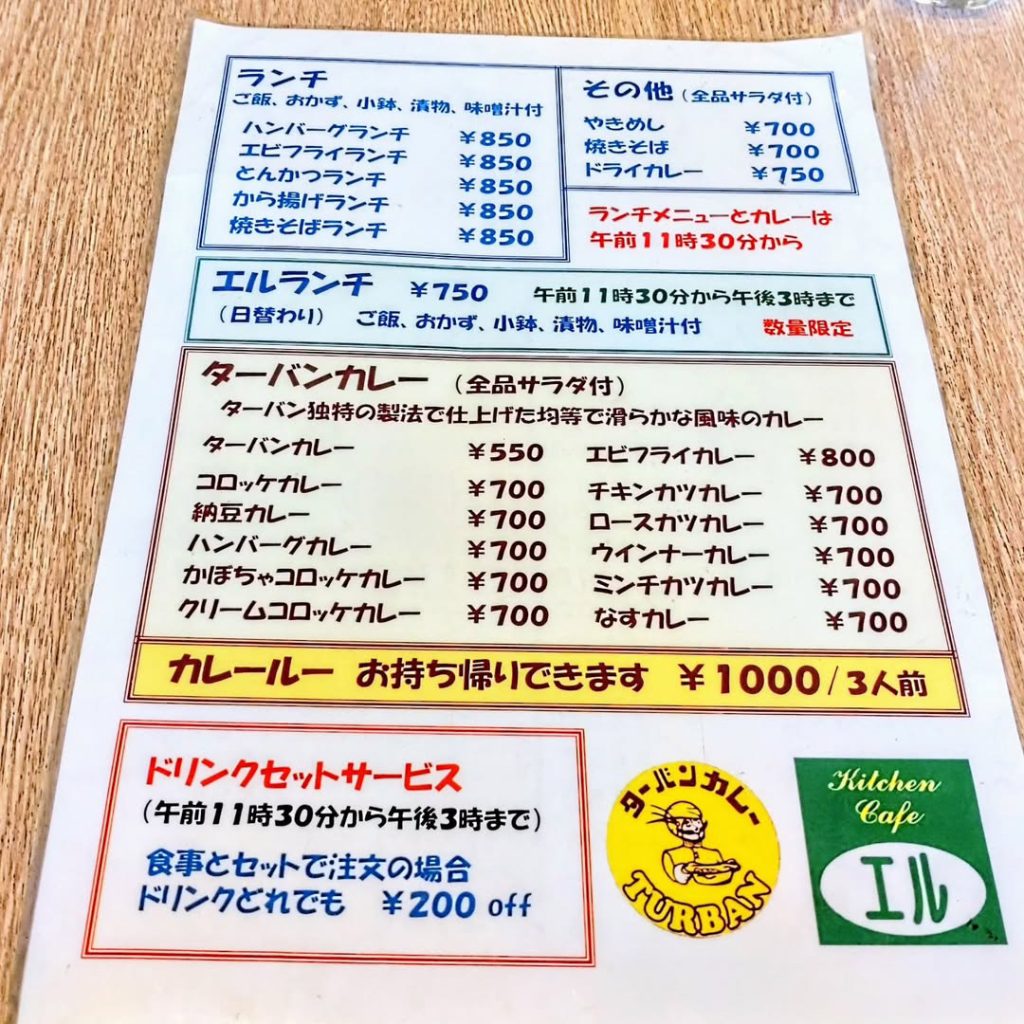 ランチ
ご飯、おかず、小鉢、漬物、味噌汁付
ハンバーグランチ ¥850
エビフライランチ ¥850
とんかつランチ ¥850
から揚げランチ ¥850
焼きそばランチ ¥850
その他(全品サラダ付)
やきめし ¥700
焼きそば ¥700
ドライカレー ¥750
ランチメニューとカレーは
午前11時30分から
エルランチ ¥750 午前11時30分から午後3時まで
(日替わり) ご飯、おかず、小鉢、漬物、味噌汁付 数量限定
ターバンカレー (全品サラダ付)
ターバン独特の製法で仕上げた均等で滑らかな風味のカレー
ターバンカレー ¥550 エビフライカレー ¥800
コロッケカレー ¥700 チキンカツカレー ¥700
納豆カレー ¥700 ロースカツカレー ¥700
ハンバーグカレー ¥700 ウインナーカレー ¥700
かぼちゃコロッケカレー ¥700 ミンチカツカレー ¥700
クリームコロッケカレー ¥700 なすカレー ¥700
カレールー お持ち帰りできます ¥1000/3人前
ドリンクセットサービス
(午前11時30分から午後3時まで)
食事とセットで注文の場合
ドリンクどれでも ¥200 off
ターバンカレー
TURBAN
Kitchen
Cafe
エル